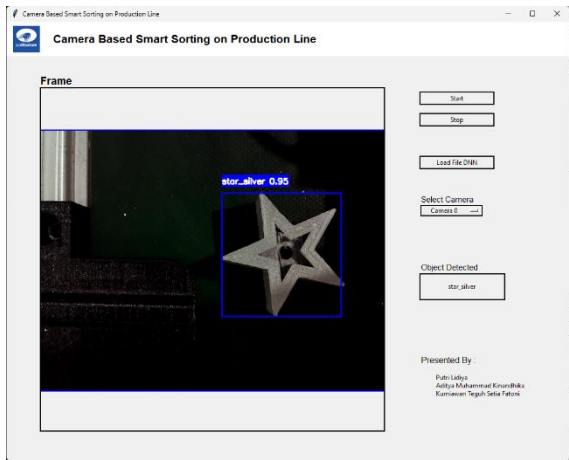 Camera Based Smart Sorting on Production Line
Camera Based Smart Sorting on Production Line
Frame
star_silver 0.95
Start
Stop
Load File DNN
Select Camera
Camera 0
Object Detected
star_silver
Presented By :
Putri Lidiya
Aditya Muhammad Kinandhika
Kurniawan Teguh Setia Fatoni